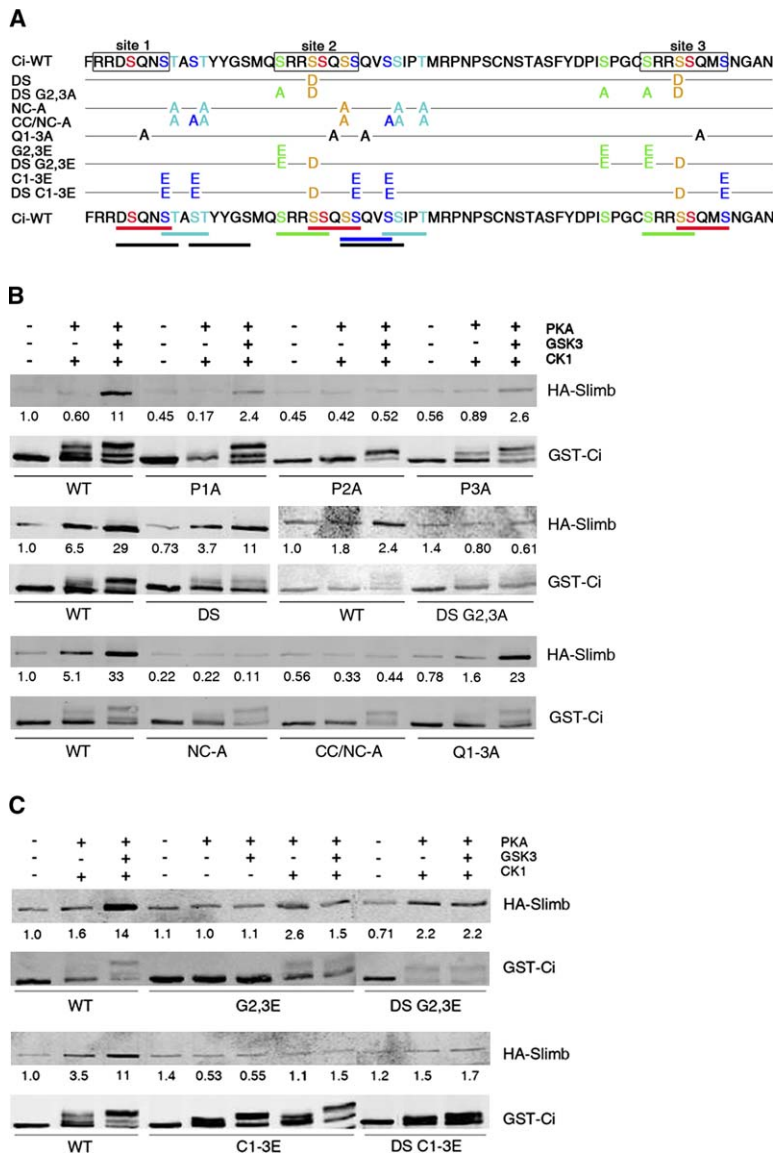 A
site 1 site 2 site 3
Ci-WT FRRDSQNSTASTYYGSMQSRRSSQSSQVSSIPTMRPNPSCNSTASFYDPISPGCSRRSSQMSNGAN
DS D D
DS G2,3A A D A A D
NC-A A A A A A
CC/NC-A A A A A A A A
Q1-3A A A A A
G2,3E E E E
DS G2,3E E D E E D
C1-3E E E E E E
DS C1-3E E E D E E D E
Ci-WT FRRDSQNSTASTYYGSMQSRRSSQSSQVSSIPTMRPNPSCNSTASFYDPISPGCSRRSSQMSNGAN
B
- + + - + + - + + - + + PKA
- - + - - + - - + - - + GSK3
- + + - + + - + + - + + CK1
HA-Slimb
1.0 0.60 11 0.45 0.17 2.4 0.45 0.42 0.52 0.56 0.89 2.6
GST-Ci
WT P1A P2A P3A
HA-Slimb
1.0 6.5 29 0.73 3.7 11 1.0 1.8 2.4 1.4 0.80 0.61
GST-Ci
WT DS WT DS G2,3A
HA-Slimb
1.0 5.1 33 0.22 0.22 0.11 0.56 0.33 0.44 0.78 1.6 23
GST-Ci
WT NC-A CC/NC-A Q1-3A
C
- + + - + + + + - + + PKA
- - + - - + - + - - + GSK3
- + + - - - + + - + + CK1
HA-Slimb
1.0 1.6 14 1.1 1.0 1.1 2.6 1.5 0.71 2.2 2.2
GST-Ci
WT G2,3E DS G2,3E
HA-Slimb
1.0 3.5 11 1.4 0.53 0.55 1.1 1.5 1.2 1.5 1.7
GST-Ci
WT C1-3E DS C1-3E